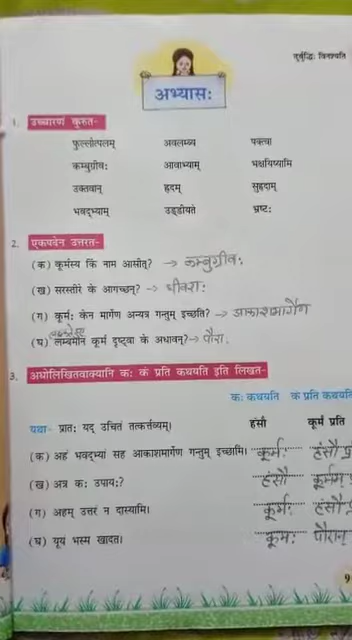 दुर्बुद्धिः विनश्यति
अभ्यासः
1. उच्चारणं कुरुत-
फुल्लोत्पलम् अवलम्ब्य पक्त्वा
कम्बुग्रीवः आवाभ्याम् भक्षयिष्यामि
उक्तवान् ह्रदम् सुहृदाम्
भवद्भ्याम् उड्डीयते भ्रष्टः
2. एकपदेन उत्तरत-
(क) कूर्मस्य किं नाम आसीत्? → कम्बुग्रीवः
(ख) सरस्तीरे के आगच्छन्? → धीवराः
(ग) कूर्मः केन मार्गेण अन्यत्र गन्तुम् इच्छति? → आकाशमार्गेण
(घ) लम्बमानं कूर्मं दृष्ट्वा के अधावन्? → पौराः
3. अधोलिखितवाक्यानि कः कं प्रति कथयति इति लिखत-
कः कथयति कं प्रति कथयति
यथा- प्रातः यद् उचितं तत्कर्त्तव्यम्। हंसौ कूर्मं प्रति
(क) अहं भवद्भ्यां सह आकाशमार्गेण गन्तुम् इच्छामि। कूर्मः हंसौ प्र
(ख) अत्र कः उपायः? हंसौ कूर्मम्
(ग) अहम् उत्तरं न दास्यामि। कूर्मः हंसौ
(घ) यूयं भस्म खादत। कूर्मः पौरान्
9